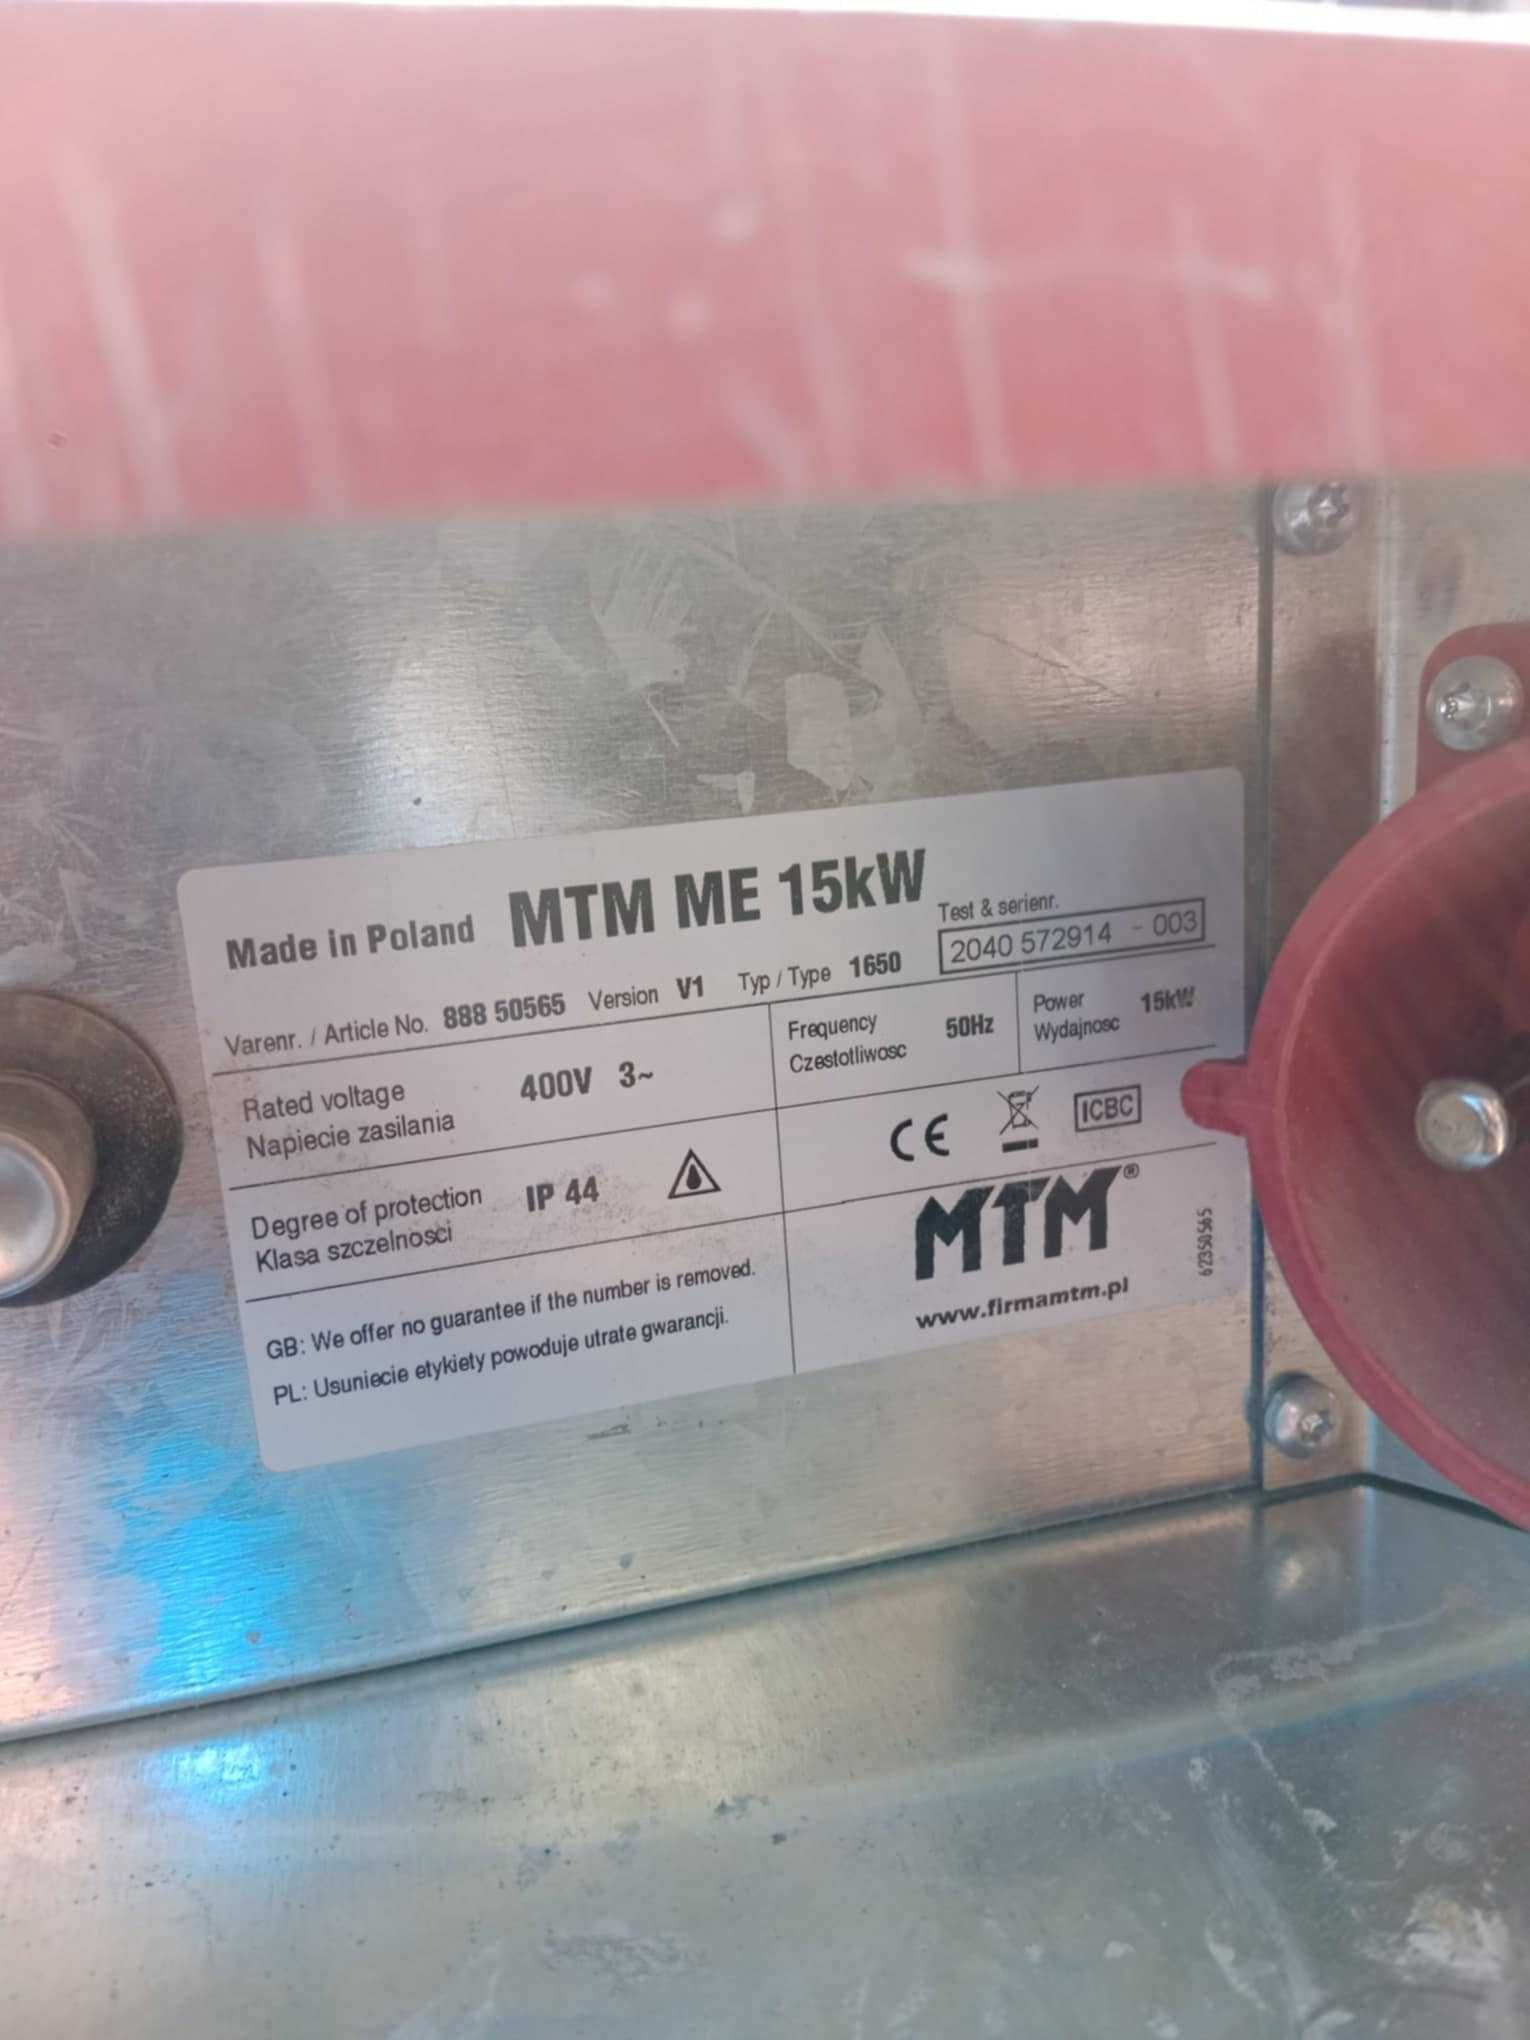 Made in Poland MTM ME 15kW
Test & serienr.
2040 572914 - 003
Varenr. / Article No. 888 50565 Version V1 Typ / Type 1650
Rated voltage 400V 3~
Napiecie zasilania
Frequency 50Hz
Czestotliwosc
Power 15kW
Wydajnosc
Degree of protection IP 44
Klasa szczelnosci
CE
ICBC
GB: We offer no guarantee if the number is removed.
PL: Usuniecie etykiety powoduje utrate gwarancji.
MTM®
www.firmamtm.pl
62350565